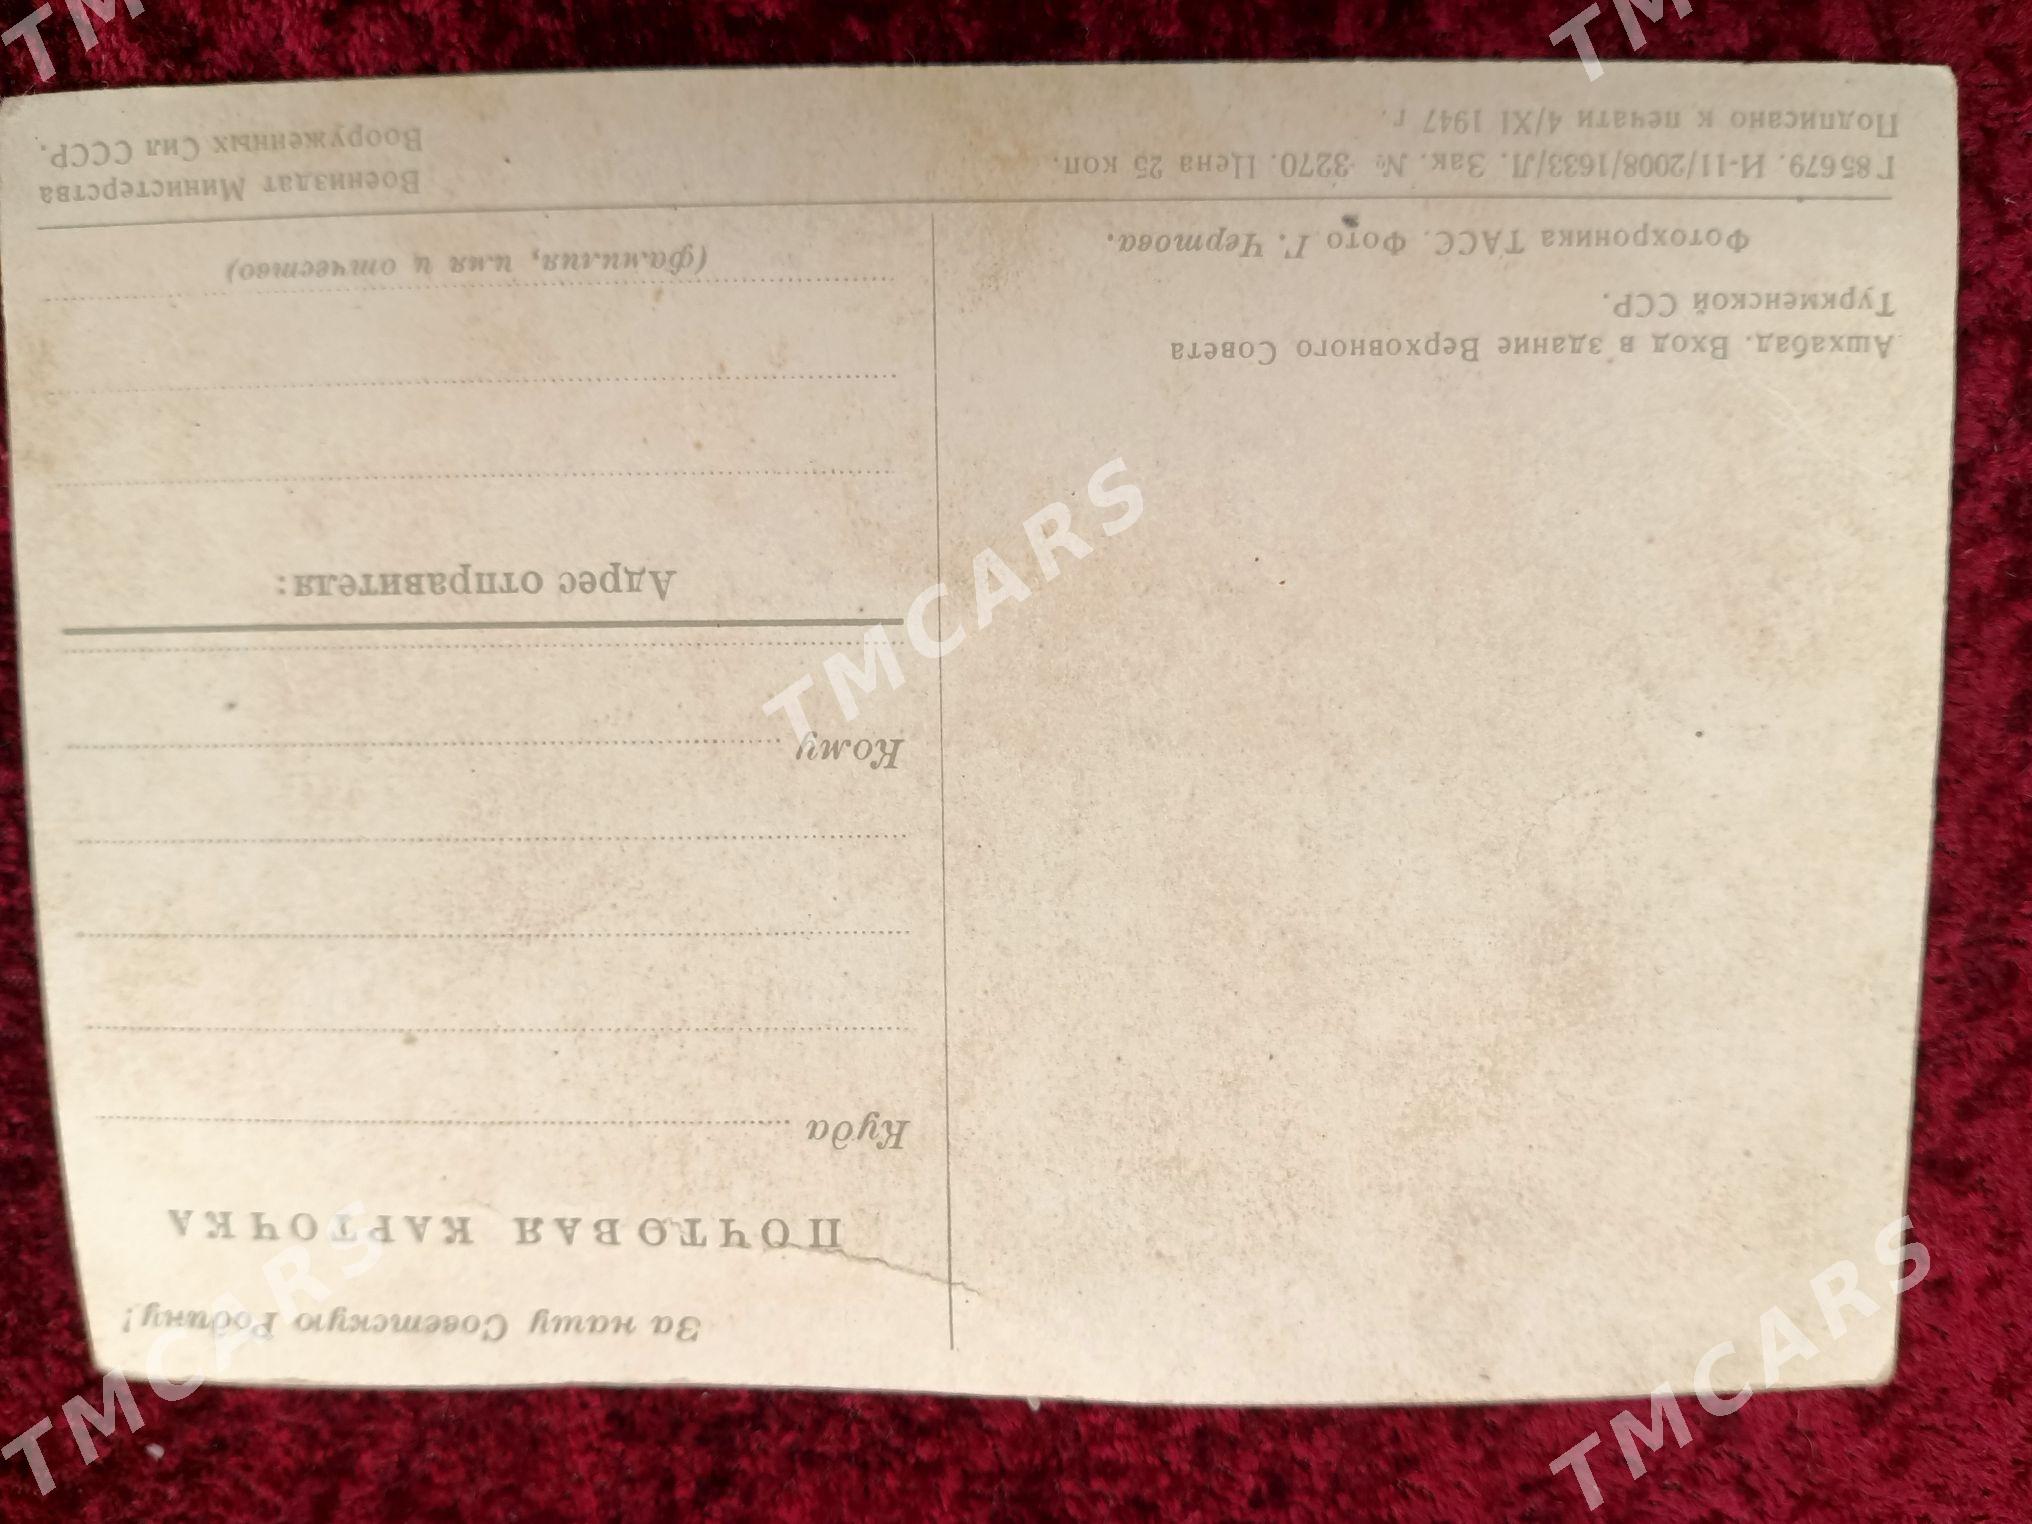 За нашу Советскую Родину!
ПОЧТОВАЯ КАРТОЧКА
Куда
Кому
Адрес отправителя:
(фамилия, имя и отчество)
Ашхабад. Вход в здание Верховного Совета
Туркменской ССР.
Фотохроника ТАСС. Фото Г. Чертова.
Г 85679. И-11/2008/1633/Л. Зак. № 3270. Цена 25 коп.
Подписано к печати 4/XI 1947 г.
Воениздат Министерства
Вооруженных Сил СССР.
TMCARS
TMCARS
TMCARS
TM
TM